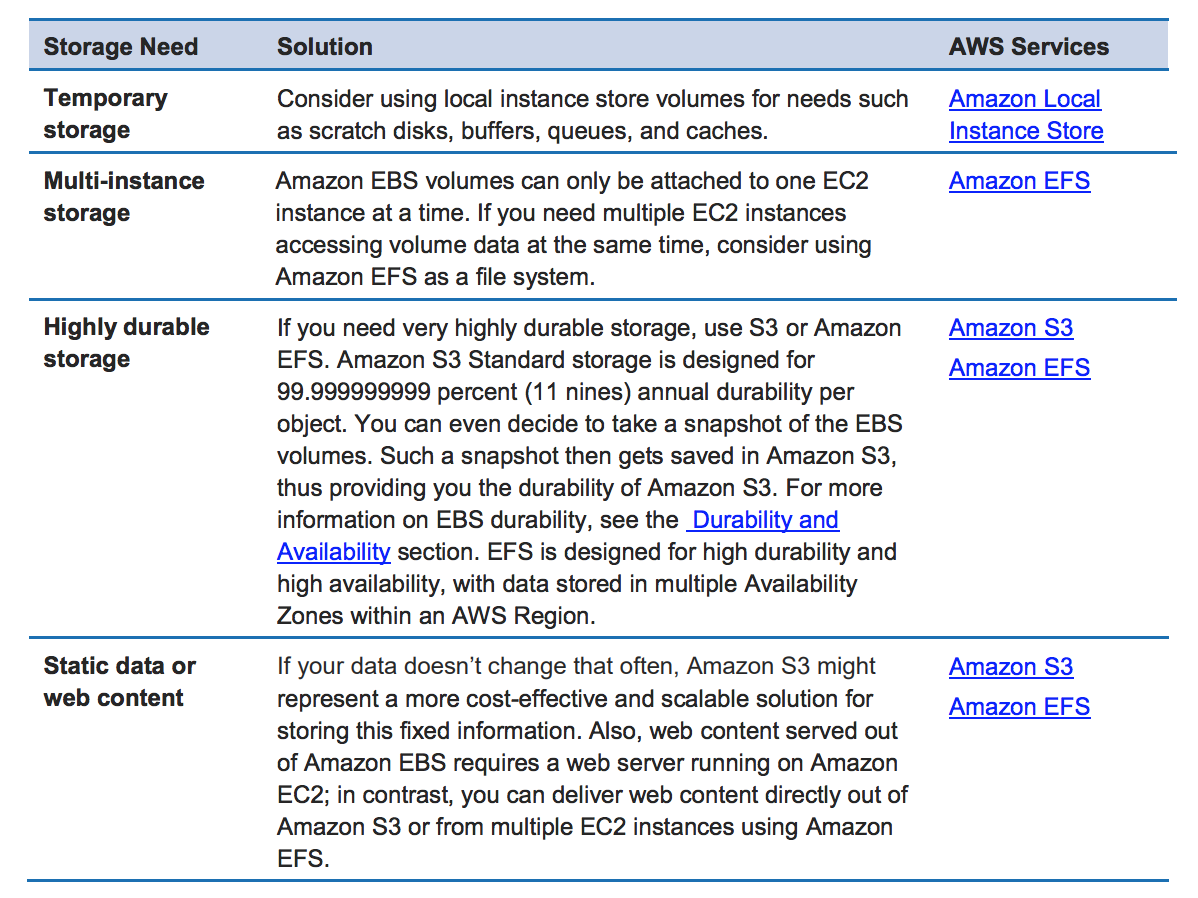 Storage Need Solution AWS Services
Temporary storage
Consider using local instance store volumes for needs such
as scratch disks, buffers, queues, and caches.
Amazon Local
Instance Store
Multi-instance
storage
Amazon EBS volumes can only be attached to one EC2
instance at a time. If you need multiple EC2 instances
accessing volume data at the same time, consider using
Amazon EFS as a file system.
Amazon EFS
Highly durable
storage
If you need very highly durable storage, use S3 or Amazon
EFS. Amazon S3 Standard storage is designed for
99.999999999 percent (11 nines) annual durability per
object. You can even decide to take a snapshot of the EBS
volumes. Such a snapshot then gets saved in Amazon S3,
thus providing you the durability of Amazon S3. For more
information on EBS durability, see the Durability and
Availability section. EFS is designed for high durability and
high availability, with data stored in multiple Availability
Zones within an AWS Region.
Amazon S3
Amazon EFS
Static data or
web content
If your data doesn’t change that often, Amazon S3 might
represent a more cost-effective and scalable solution for
storing this fixed information. Also, web content served out
of Amazon EBS requires a web server running on Amazon
EC2; in contrast, you can deliver web content directly out of
Amazon S3 or from multiple EC2 instances using Amazon
EFS.
Amazon S3
Amazon EFS